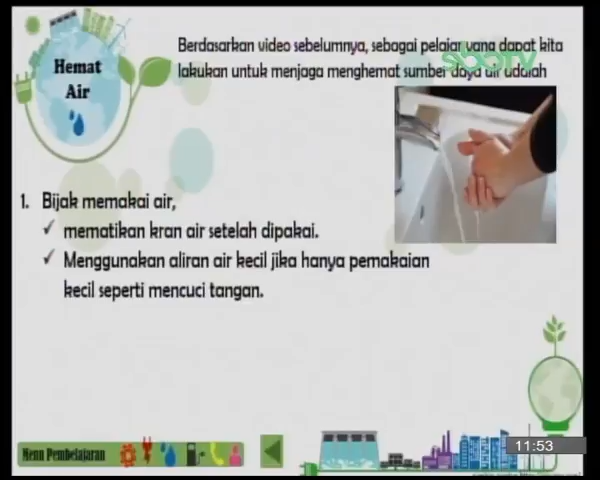 Hemat
Air
Berdasarkan video sebelumnya, sebagai pelajar yang dapat kita
lakukan untuk menjaga menghemat sumber daya air adalah
sbotv
1. Bijak memakai air,
✓ mematikan kran air setelah dipakai.
✓ Menggunakan aliran air kecil jika hanya pemakaian
kecil seperti mencuci tangan.
Menu Pembelajaran
11:53